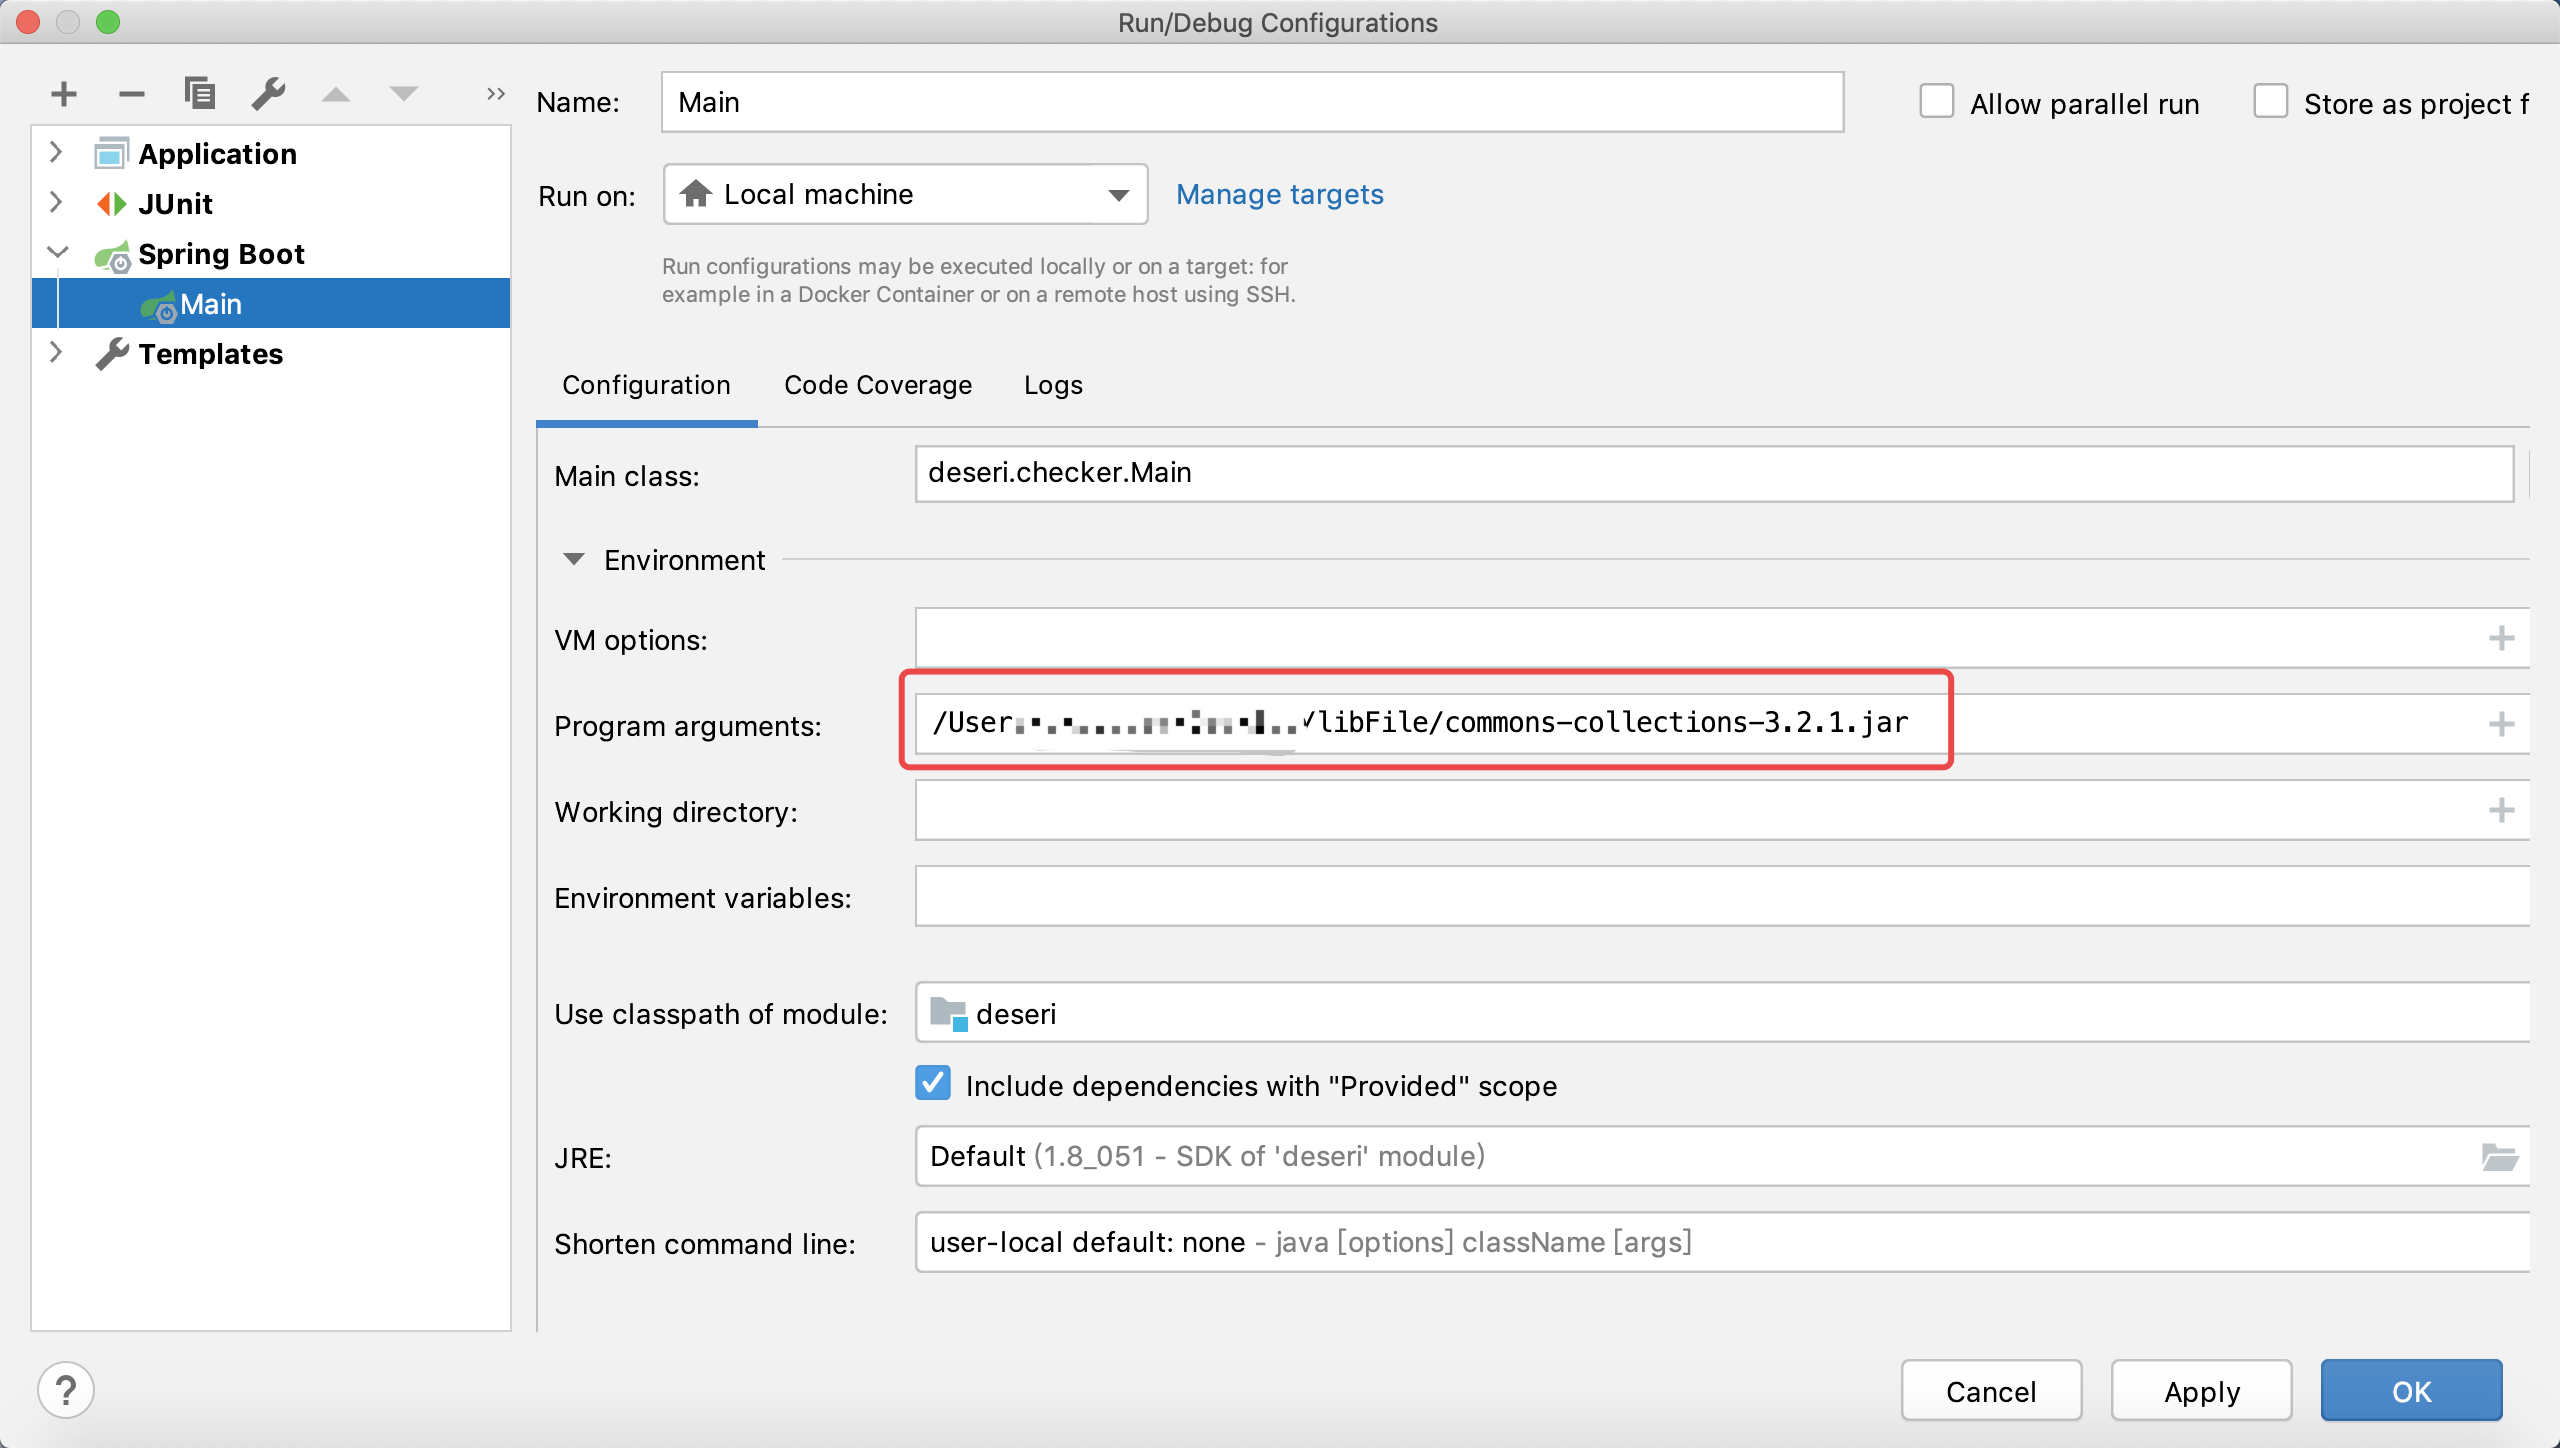 Run/Debug Configurations
Name: Main
Allow parallel run
Store as project f
Application
JUnit
Spring Boot
Main
Templates
Run on: Local machine
Manage targets
Run configurations may be executed locally or on a target: for
example in a Docker Container or on a remote host using SSH.
Configuration
Code Coverage
Logs
Main class: deseri.checker.Main
Environment
VM options:
Program arguments: /User /libFile/commons-collections-3.2.1.jar
Working directory:
Environment variables:
Use classpath of module: deseri
Include dependencies with "Provided" scope
JRE: Default (1.8_051 - SDK of 'deseri' module)
Shorten command line: user-local default: none - java [options] className [args]
?
Cancel
Apply
OK